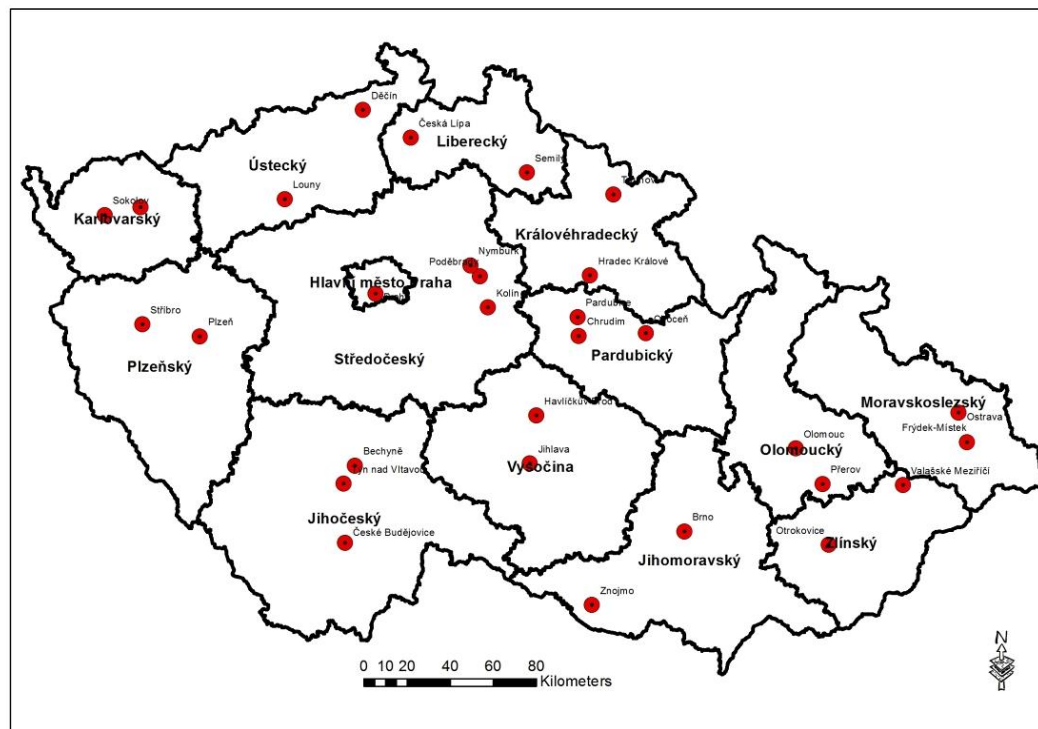 Děčín
Česká Lípa
Liberecký
Ústecký
Semily
Louny
Sokolov
Karlovarský
Královéhradecký
Nymburk
Poděbrady
Hlavní město Praha
Hradec Králové
Praha
Kolín
Stříbro
Pardubice
Plzeň
Chrudim
Středočeský
Pardubický
Plzeňský
Havlíčkův Brod
Moravskoslezský
Ostrava
Frýdek-Místek
Olomouc
Olomoucký
Bechyně
Jihlava
Vysočina
Týn nad Vltavou
Přerov
Valašské Meziříčí
Jihočeský
České Budějovice
Brno
Otrokovice
Zlínský
Jihomoravský
Znojmo
N
0 10 20 40 60 80
Kilometers